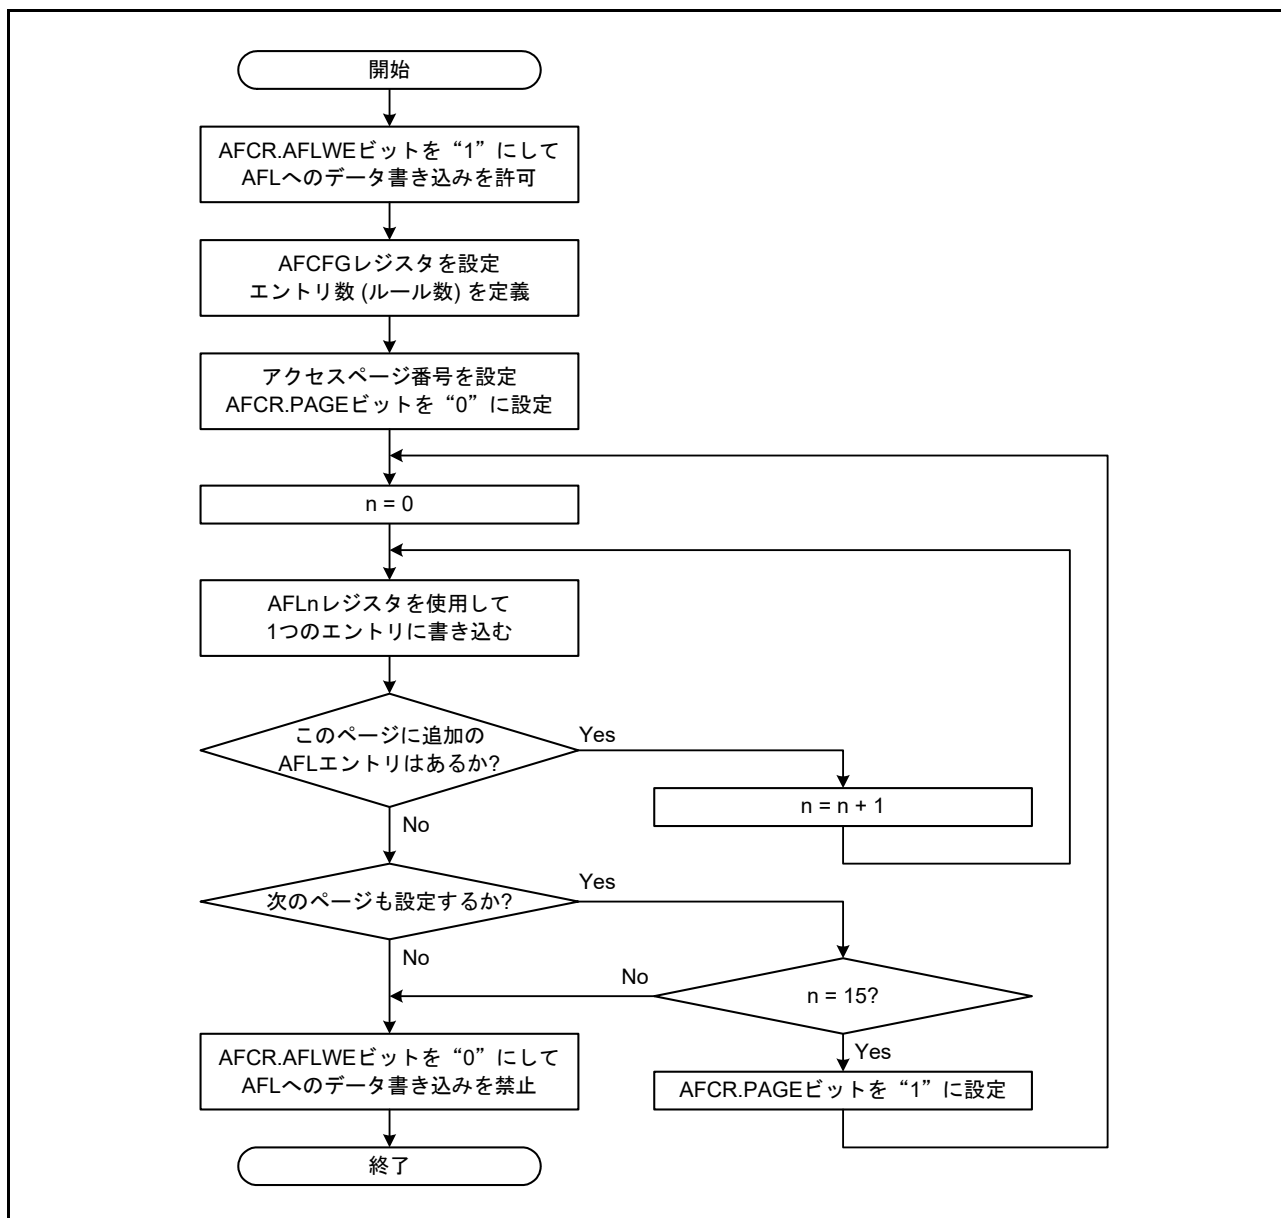 開始
AFCR.AFLWEビットを“1”にして
AFLへのデータ書き込みを許可
AFCFGレジスタを設定
エントリ数 (ルール数) を定義
アクセスページ番号を設定
AFCR.PAGEビットを“0”に設定
n = 0
AFLnレジスタを使用して
1つのエントリに書き込む
このページに追加の
AFLエントリはあるか?
Yes
n = n + 1
No
次のページも設定するか?
Yes
No
n = 15?
No
Yes
AFCR.PAGEビットを“1”に設定
AFCR.AFLWEビットを“0”にして
AFLへのデータ書き込みを禁止
終了